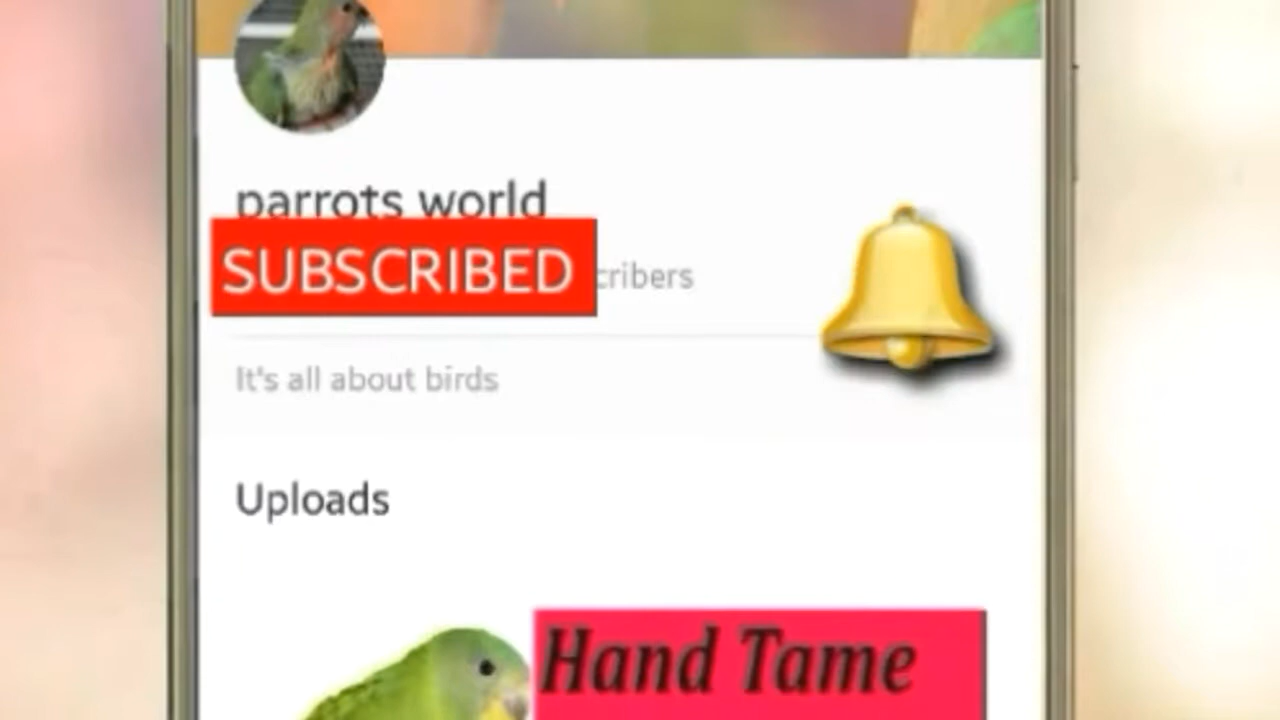 parrots world
SUBSCRIBED
cribers
It's all about birds
Uploads
Hand Tame